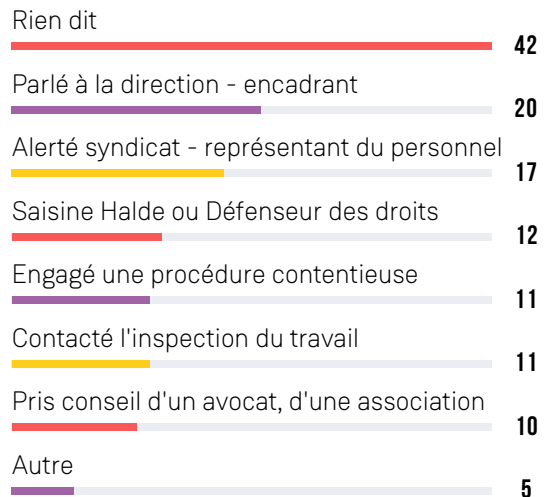 Rien dit
42
Parlé à la direction - encadrant
20
Alerté syndicat - représentant du personnel
17
Saisine Halde ou Défenseur des droits
12
Engagé une procédure contentieuse
11
Contacté l'inspection du travail
11
Pris conseil d'un avocat, d'une association
10
Autre
5